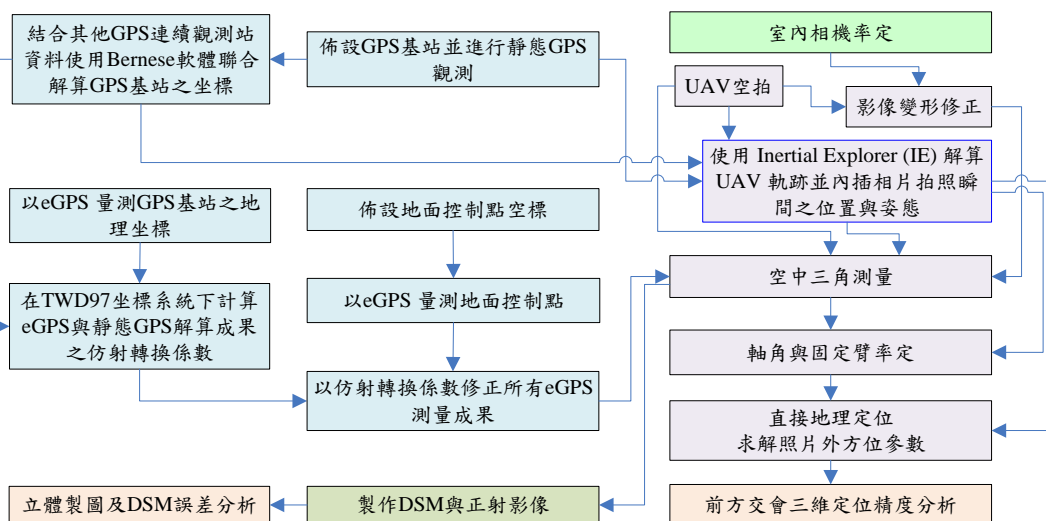 結合其他GPS連續觀測站
資料使用Bernese軟體聯合
解算GPS基站之坐標
佈設GPS基站並進行靜態GPS
觀測
室內相機率定
UAV空拍
影像變形修正
使用 Inertial Explorer (IE) 解算
UAV 軌跡並內插相片拍照瞬
間之位置與姿態
以eGPS 量測GPS基站之地
理坐標
佈設地面控制點空標
空中三角測量
在TWD97坐標系統下計算
eGPS與靜態GPS解算成果
之仿射轉換係數
以eGPS 量測地面控制點
軸角與固定臂率定
以仿射轉換係數修正所有eGPS
測量成果
直接地理定位
求解照片外方位參數
立體製圖及DSM誤差分析
製作DSM與正射影像
前方交會三維定位精度分析